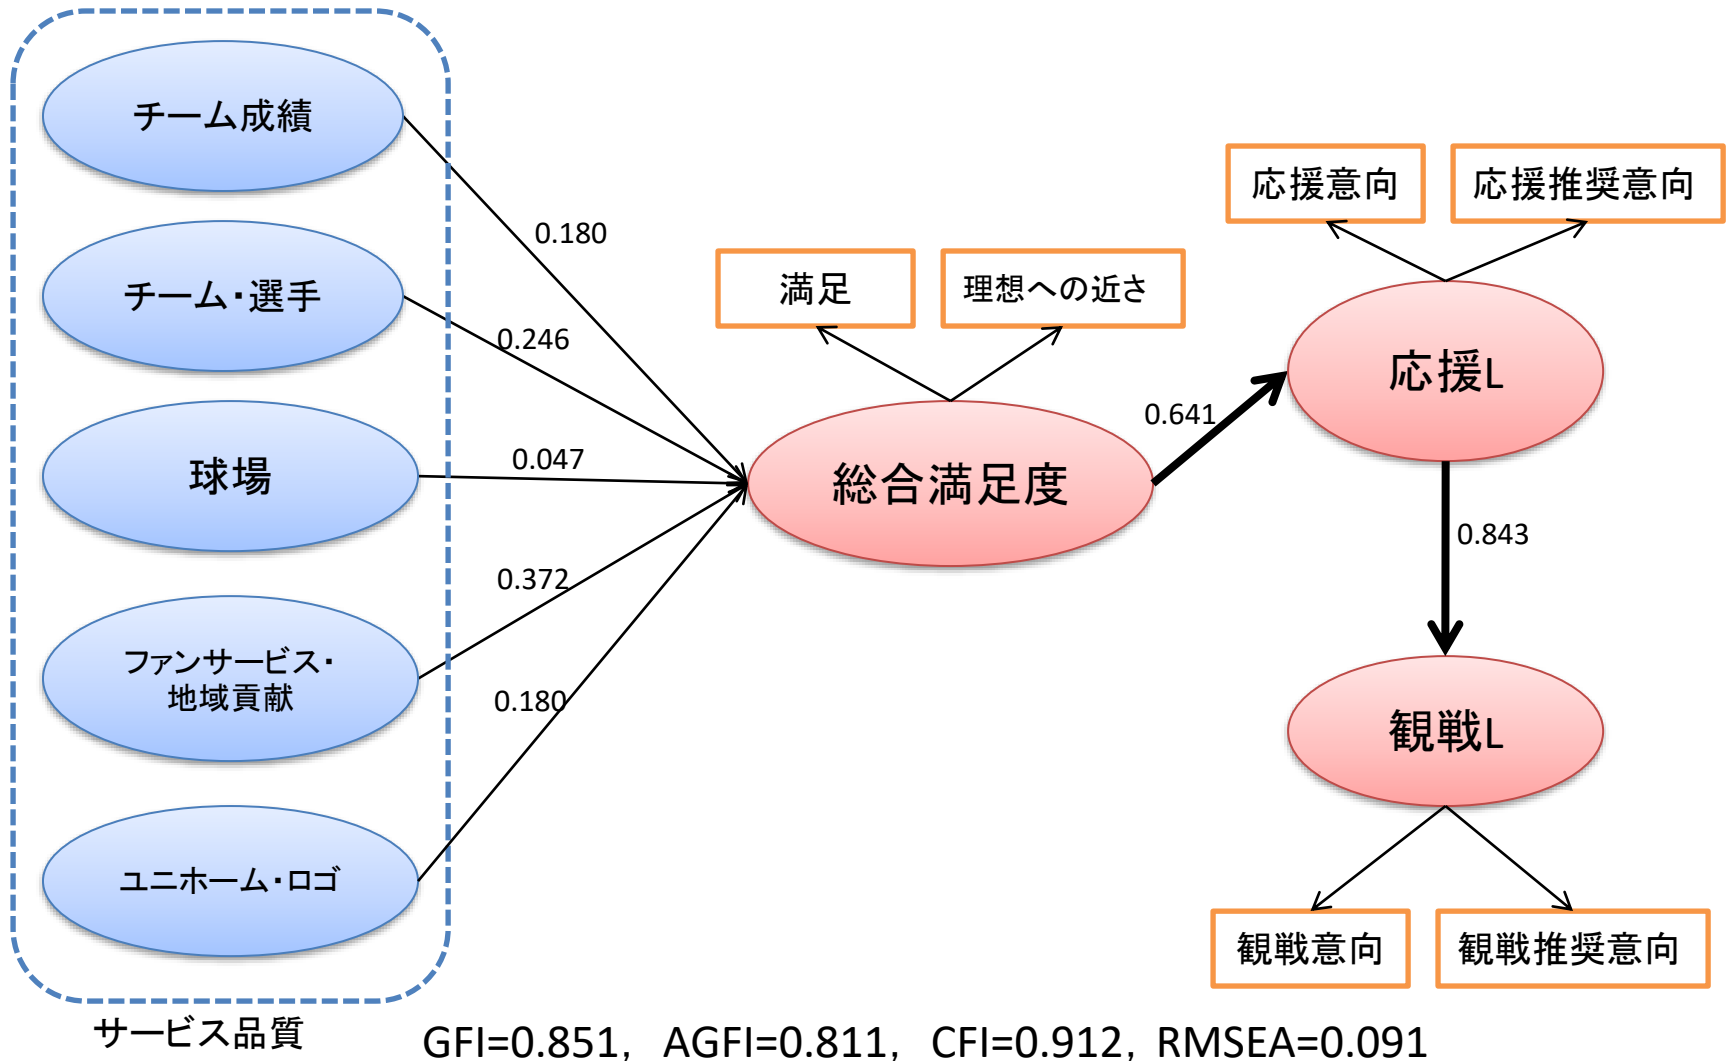 チーム成績
チーム・選手
球場
ファンサービス・
地域貢献
ユニホーム・ロゴ
サービス品質
0.180
0.246
0.047
0.372
0.180
満足
理想への近さ
総合満足度
0.641
応援意向
応援推奨意向
応援L
0.843
観戦L
観戦意向
観戦推奨意向
GFI=0.851, AGFI=0.811, CFI=0.912, RMSEA=0.091